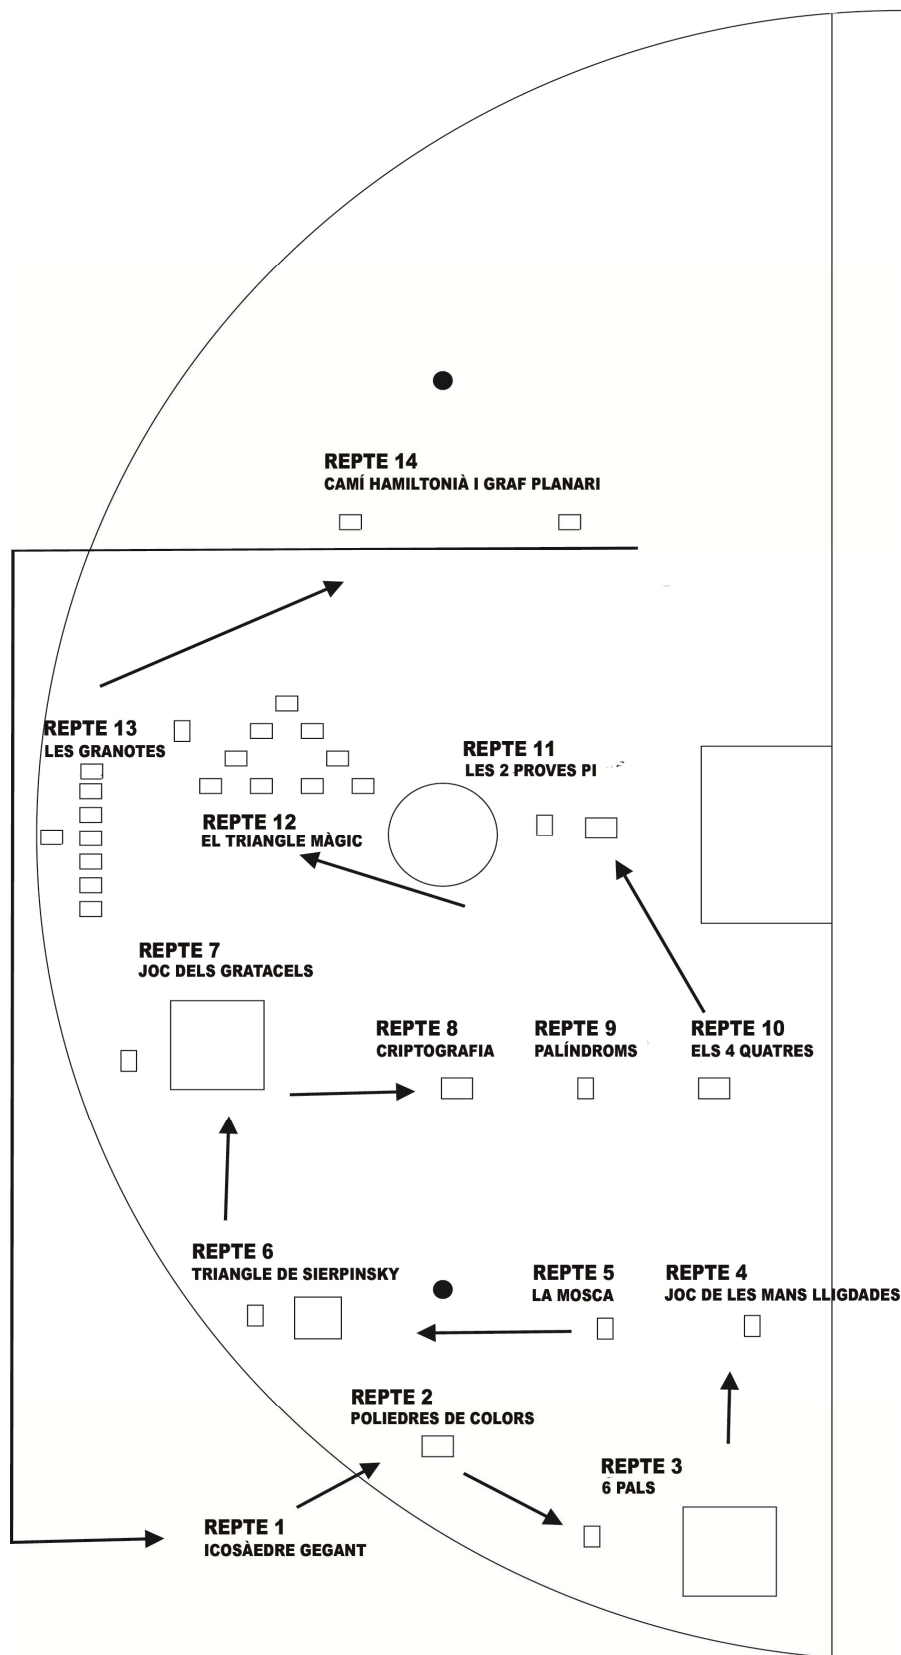 REPTE 14
CAMÍ HAMILTONIÀ I GRAF PLANARI
REPTE 13
LES GRANOTES
REPTE 11
LES 2 PROVES PI
REPTE 12
EL TRIANGLE MÀGIC
REPTE 7
JOC DELS GRATACELS
REPTE 8
CRIPTOGRAFIA
REPTE 9
PALÍNDROMS
REPTE 10
ELS 4 QUATRES
REPTE 6
TRIANGLE DE SIERPINSKY
REPTE 5
LA MOSCA
REPTE 4
JOC DE LES MANS LLIGDADES
REPTE 2
POLIEDRES DE COLORS
REPTE 3
6 PALS
REPTE 1
ICOSÀEDRE GEGANT